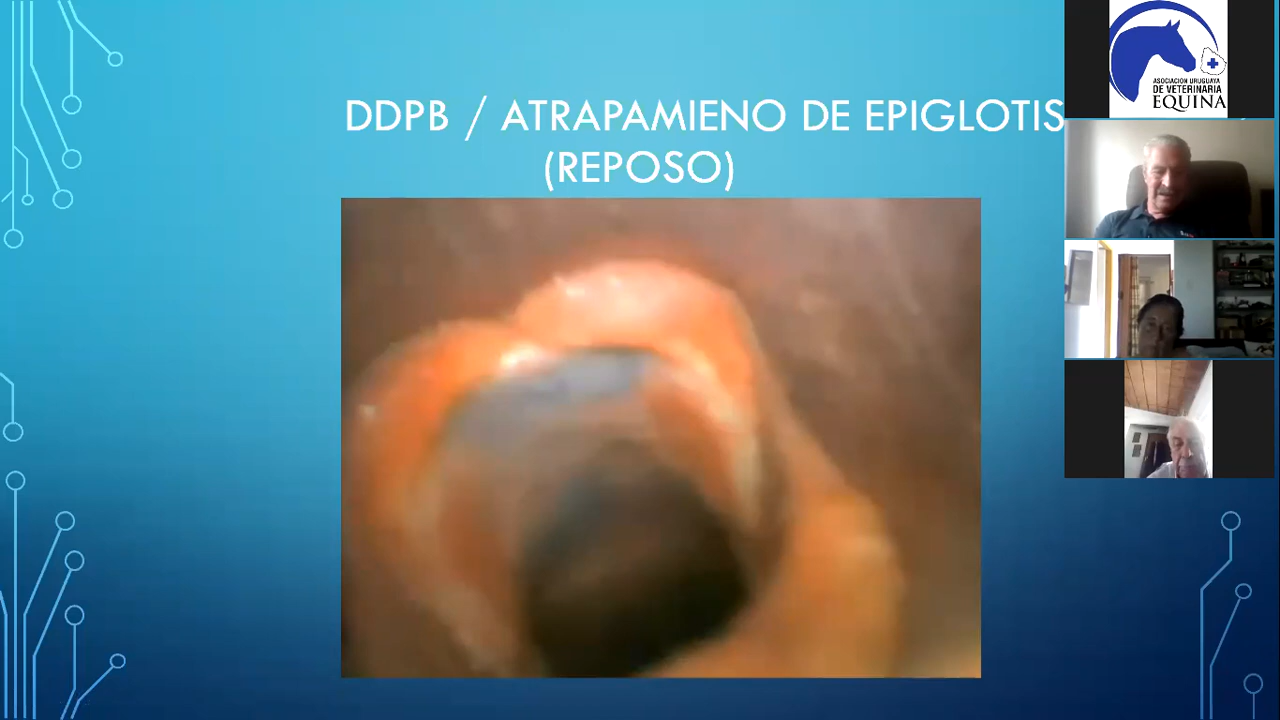 DDPB / ATRAPAMIENO DE EPIGLOTIS
(REPOSO)
ASOCIACION URUGUAYA
DE VETERINARIA
EQUINA